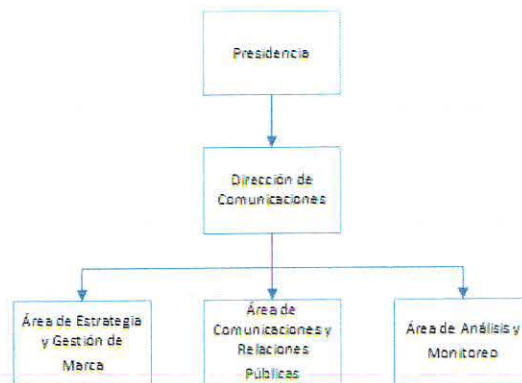 Presidencia
Dirección de
Comunicaciones
Área de Estrategia
y Gestión de
Marca
Área de
Comunicaciones y
Relaciones
Públicas
Área de Análisis y
Monitoreo